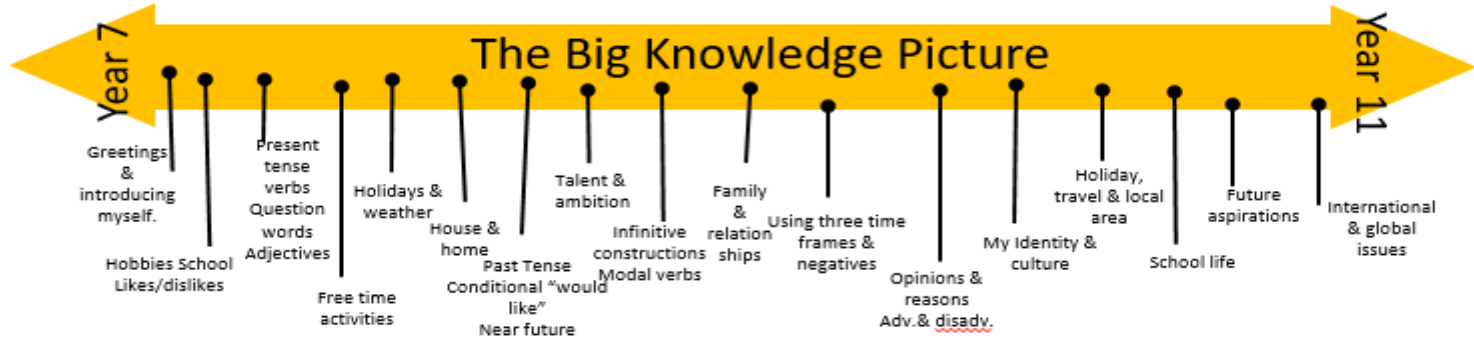 The Big Knowledge Picture
Year 7
Year 11
Greetings
&
introducing
myself.
Hobbies School
Likes/dislikes
Present
tense
verbs
Question
words
Adjectives
Free time
activities
Holidays &
weather
House &
home
Past Tense
Conditional “would
like”
Near future
Talent &
ambition
Infinitive
constructions
Modal verbs
Family
&
relation
ships
Using three time
frames &
negatives
Opinions &
reasons
Adv.& disadv.
My Identity &
culture
Holiday,
travel & local
area
School life
Future
aspirations
International
& global
issues